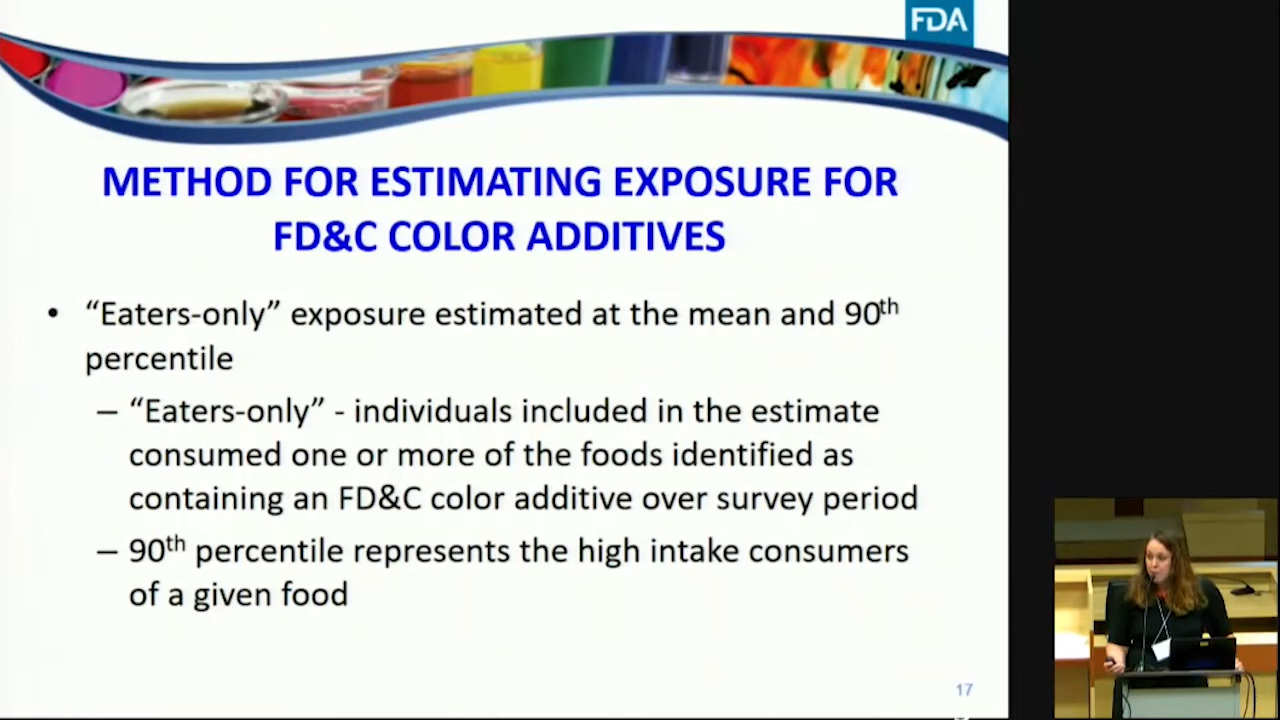 FDA
METHOD FOR ESTIMATING EXPOSURE FOR
FD&C COLOR ADDITIVES
• “Eaters-only” exposure estimated at the mean and 90th
percentile
– “Eaters-only” - individuals included in the estimate
consumed one or more of the foods identified as
containing an FD&C color additive over survey period
– 90th percentile represents the high intake consumers
of a given food
17